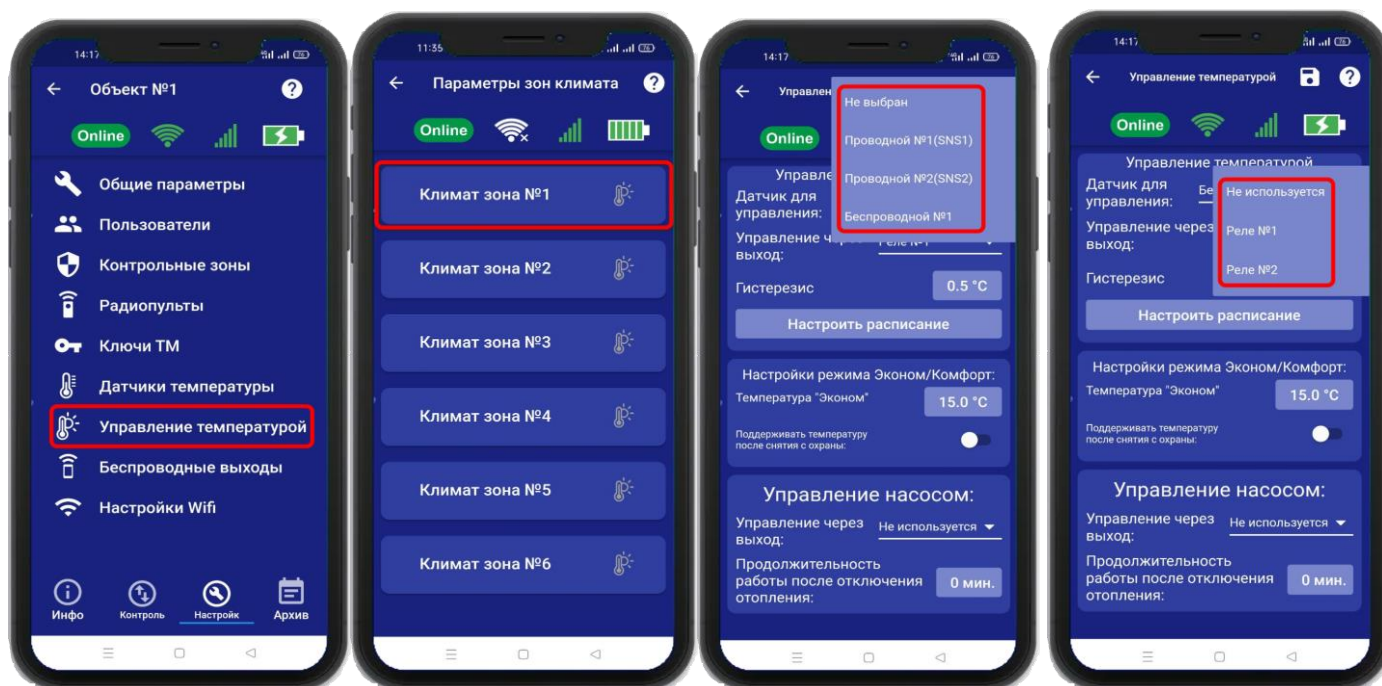 14:17
Объект №1
Online
Общие параметры
Пользователи
Контрольные зоны
Радиопульты
Ключи ТМ
Датчики температуры
Управление температурой
Беспроводные выходы
Настройки Wifi
Инфо
Контроль
Настройк
Архив
11:35
Параметры зон климата
Online
Климат зона №1
Климат зона №2
Климат зона №3
Климат зона №4
Климат зона №5
Климат зона №6
14:17
Управлен
Не выбран
Online
Проводной №1(SNS1)
Проводной №2(SNS2)
Беспроводной №1
Управле
Датчик для
управления:
Управление ч
выход:
Гистерезис
0.5 °C
Настроить расписание
Настройки режима Эконом/Комфорт:
Температура "Эконом"
15.0 °C
Поддерживать температуру
после снятия с охраны:
Управление насосом:
Управление через
выход:
Не используется
Продолжительность
работы после отключения
отопления:
0 мин.
14:17
Управление температурой
Online
Управление температурой
Датчик для
управления:
Бе
Не используется
Управление через
выход:
Реле №1
Реле №2
Гистерезис
Настроить расписание
Настройки режима Эконом/Комфорт:
Температура "Эконом"
15.0 °C
Поддерживать температуру
после снятия с охраны:
Управление насосом:
Управление через
выход:
Не используется
Продолжительность
работы после отключения
отопления:
0 мин.